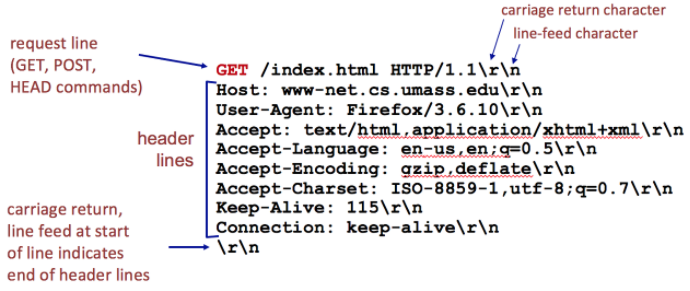 carriage return character
line-feed character
request line
(GET, POST,
HEAD commands)
GET /index.html HTTP/1.1\r\n
Host: www-net.cs.umass.edu\r\n
User-Agent: Firefox/3.6.10\r\n
Accept: text/html,application/xhtml+xml\r\n
Accept-Language: en-us,en;q=0.5\r\n
Accept-Encoding: gzip,deflate\r\n
Accept-Charset: ISO-8859-1,utf-8;q=0.7\r\n
Keep-Alive: 115\r\n
Connection: keep-alive\r\n
\r\n
header
lines
carriage return,
line feed at start
of line indicates
end of header lines